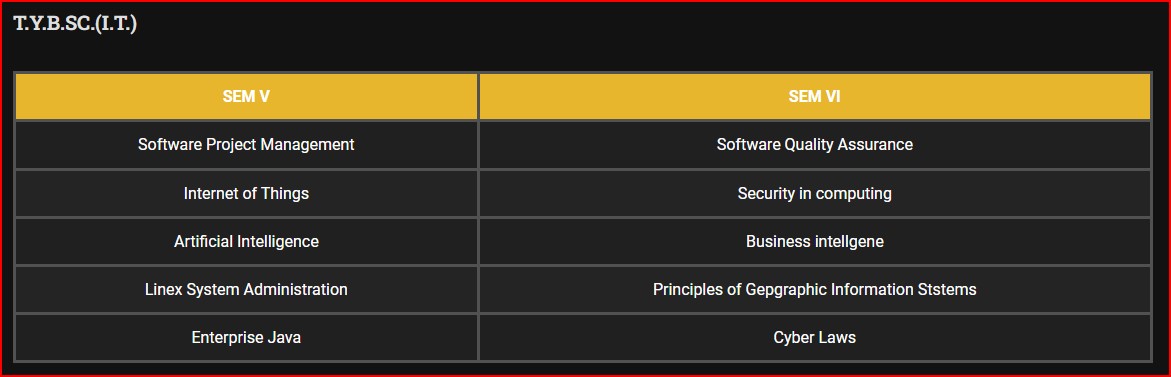 T.Y.B.SC.(I.T.)
SEM V SEM VI
Software Project Management Software Quality Assurance
Internet of Things Security in computing
Artificial Intelligence Business intellgene
Linex System Administration Principles of Gepgraphic Information Ststems
Enterprise Java Cyber Laws